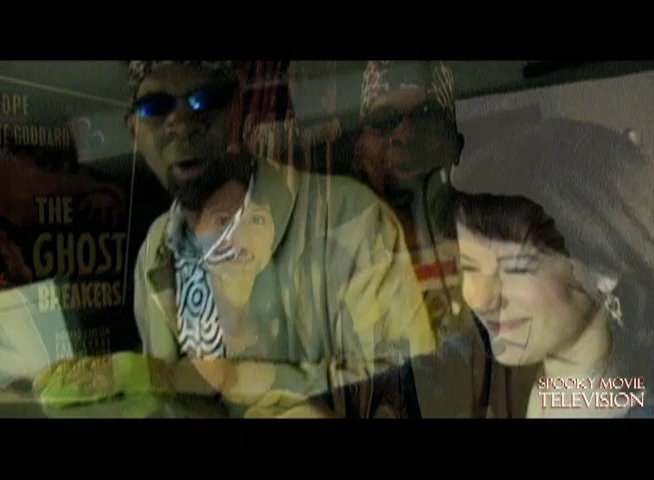 OPE
GODDARD
THE
GHOST
BREAKERS
SPOOKY MOVIE
TELEVISION